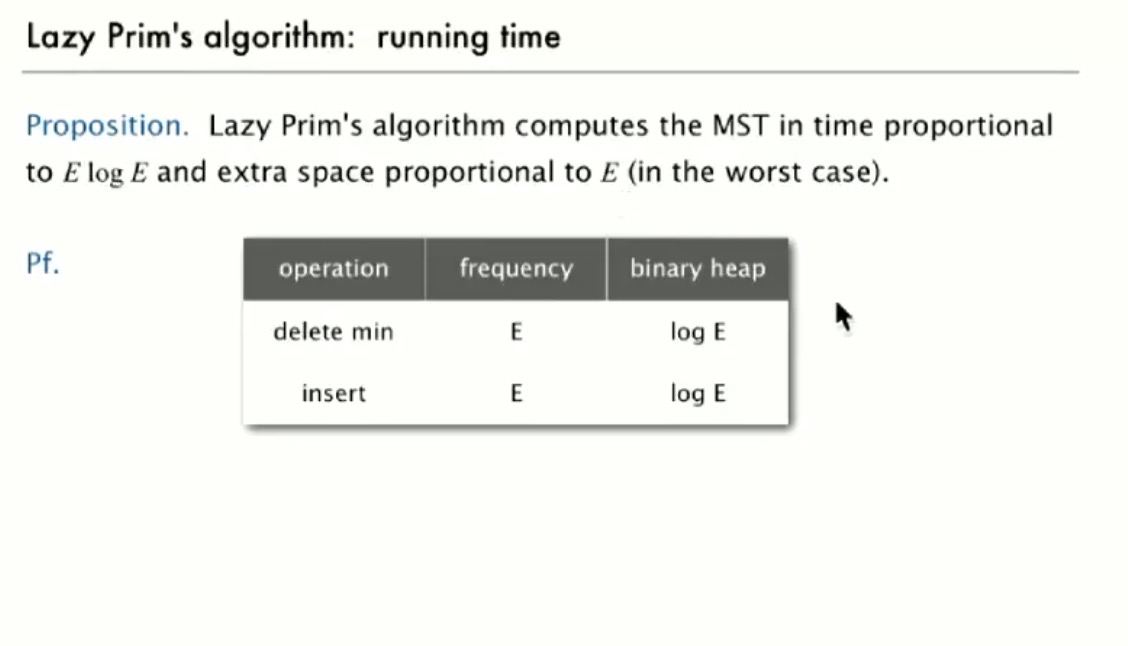 Lazy Prim's algorithm: running time
Proposition. Lazy Prim's algorithm computes the MST in time proportional
to E log E and extra space proportional to E (in the worst case).
Pf.
operation frequency binary heap
delete min E log E
insert E log E